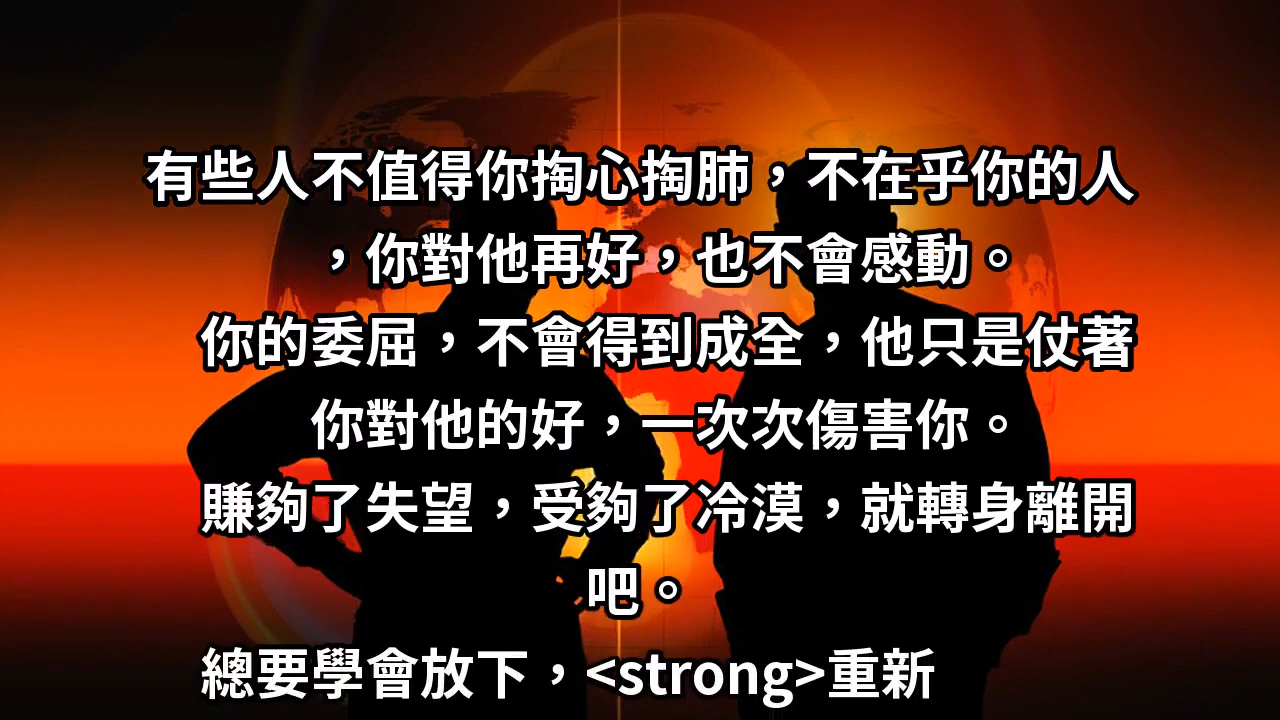 有些人不值得你掏心掏肺，不在乎你的人
，你對他再好，也不會感動。
你的委屈，不會得到成全，他只是仗著
你對他的好，一次次傷害你。
賺夠了失望，受夠了冷漠，就轉身離開
吧。
總要學會放下，<strong>重新